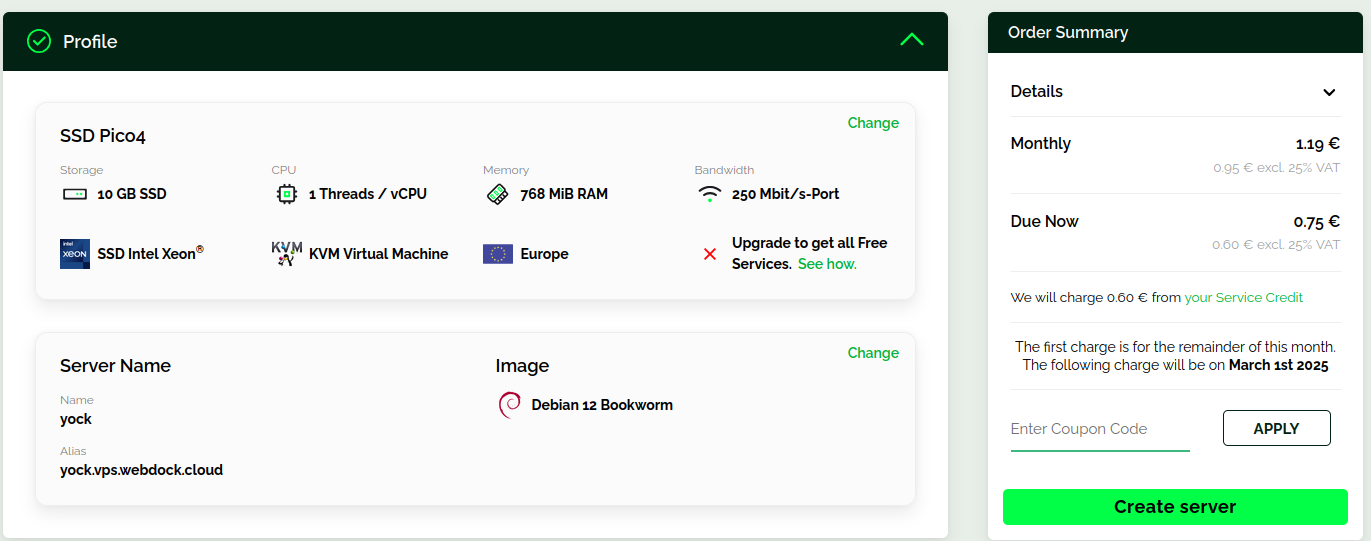 Profile
SSD Pico4
Change
Storage
10 GB SSD
CPU
1 Threads / vCPU
Memory
768 MiB RAM
Bandwidth
250 Mbit/s-Port
intel XEON
SSD Intel Xeon®
KVM
KVM Virtual Machine
Europe
Upgrade to get all Free
Services. See how.
Server Name
Change
Name
yock
Alias
yock.vps.webdock.cloud
Image
Debian 12 Bookworm
Order Summary
Details
Monthly 1.19 €
0.95 € excl. 25% VAT
Due Now 0.75 €
0.60 € excl. 25% VAT
We will charge 0.60 € from your Service Credit
The first charge is for the remainder of this month.
The following charge will be on March 1st 2025
Enter Coupon Code
APPLY
Create server